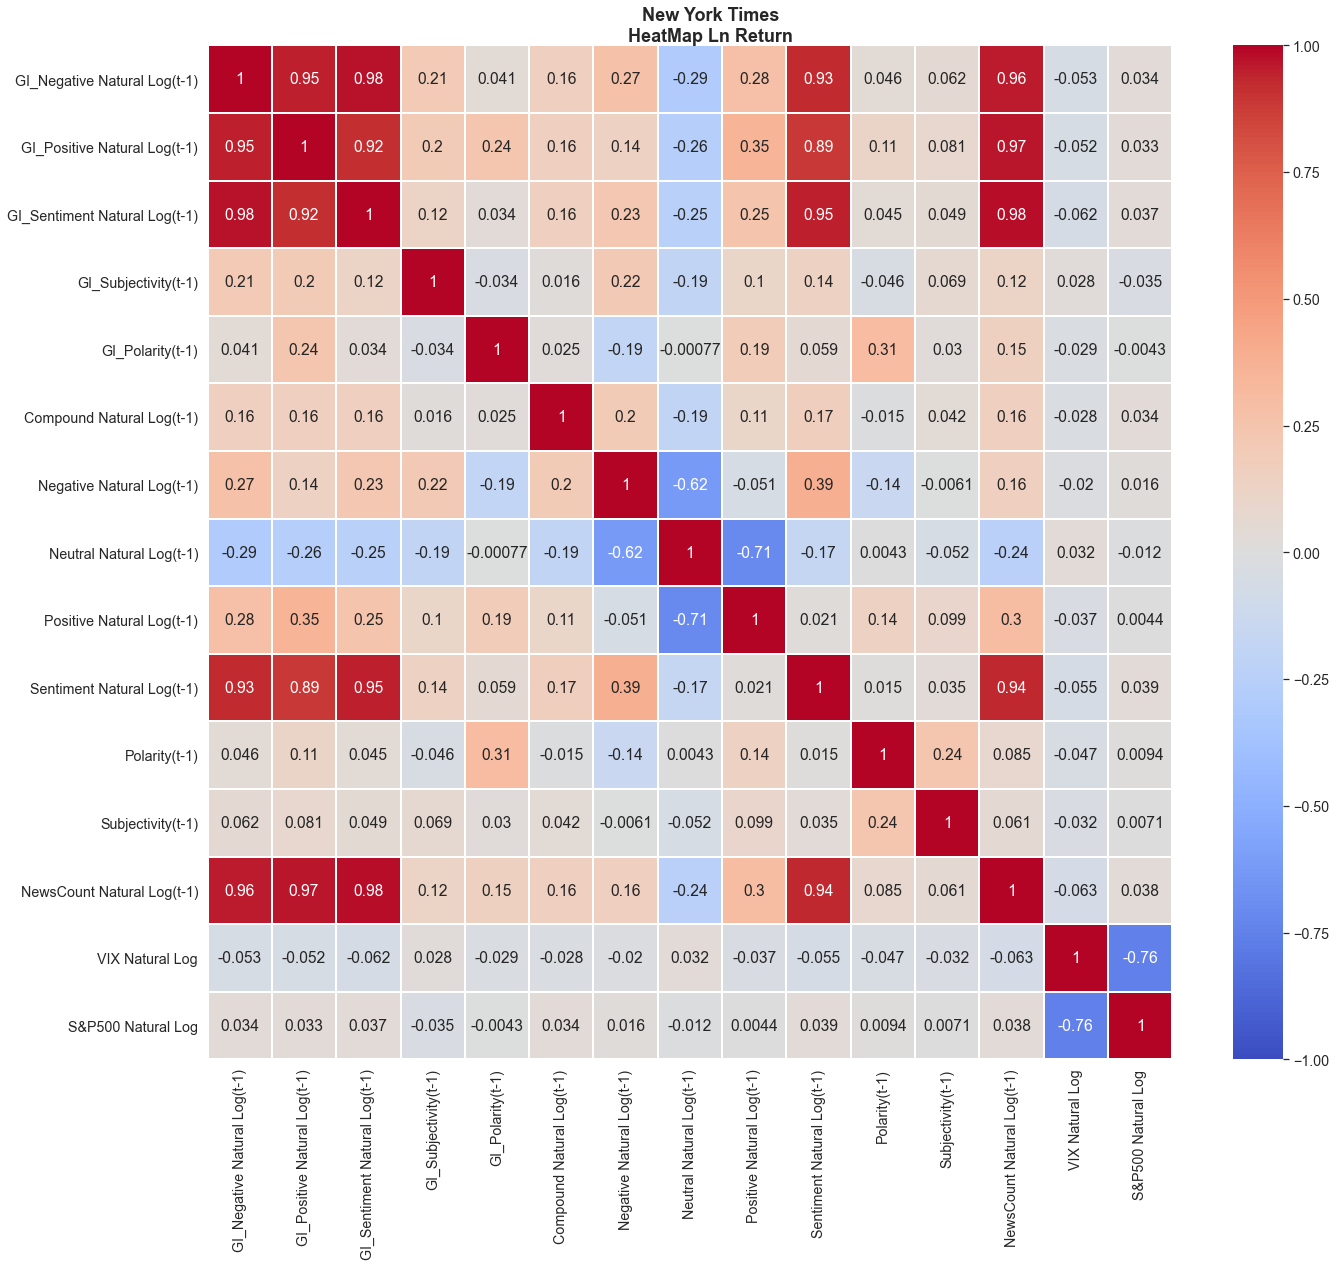 New York Times
HeatMap Ln Return
GI_Negative Natural Log(t-1) 1 0.95 0.98 0.21 0.041 0.16 0.27 -0.29 0.28 0.93 0.046 0.062 0.96 -0.053 0.034
GI_Positive Natural Log(t-1) 0.95 1 0.92 0.2 0.24 0.16 0.14 -0.26 0.35 0.89 0.11 0.081 0.97 -0.052 0.033
GI_Sentiment Natural Log(t-1) 0.98 0.92 1 0.12 0.034 0.16 0.23 -0.25 0.25 0.95 0.045 0.049 0.98 -0.062 0.037
GI_Subjectivity(t-1) 0.21 0.2 0.12 1 -0.034 0.016 0.22 -0.19 0.1 0.14 -0.046 0.069 0.12 0.028 -0.035
GI_Polarity(t-1) 0.041 0.24 0.034 -0.034 1 0.025 -0.19 -0.00077 0.19 0.059 0.31 0.03 0.15 -0.029 -0.0043
Compound Natural Log(t-1) 0.16 0.16 0.16 0.016 0.025 1 0.2 -0.19 0.11 0.17 -0.015 0.042 0.16 -0.028 0.034
Negative Natural Log(t-1) 0.27 0.14 0.23 0.22 -0.19 0.2 1 -0.62 -0.051 0.39 -0.14 -0.0061 0.16 -0.02 0.016
Neutral Natural Log(t-1) -0.29 -0.26 -0.25 -0.19 -0.00077 -0.19 -0.62 1 -0.71 -0.17 0.0043 -0.052 -0.24 0.032 -0.012
Positive Natural Log(t-1) 0.28 0.35 0.25 0.1 0.19 0.11 -0.051 -0.71 1 0.021 0.14 0.099 0.3 -0.037 0.0044
Sentiment Natural Log(t-1) 0.93 0.89 0.95 0.14 0.059 0.17 0.39 -0.17 0.021 1 0.015 0.035 0.94 -0.055 0.039
Polarity(t-1) 0.046 0.11 0.045 -0.046 0.31 -0.015 -0.14 0.0043 0.14 0.015 1 0.24 0.085 -0.047 0.0094
Subjectivity(t-1) 0.062 0.081 0.049 0.069 0.03 0.042 -0.0061 -0.052 0.099 0.035 0.24 1 0.061 -0.032 0.0071
NewsCount Natural Log(t-1) 0.96 0.97 0.98 0.12 0.15 0.16 0.16 -0.24 0.3 0.94 0.085 0.061 1 -0.063 0.038
VIX Natural Log -0.053 -0.052 -0.062 0.028 -0.029 -0.028 -0.02 0.032 -0.037 -0.055 -0.047 -0.032 -0.063 1 -0.76
S&P500 Natural Log 0.034 0.033 0.037 -0.035 -0.0043 0.034 0.016 -0.012 0.0044 0.039 0.0094 0.0071 0.038 -0.76 1
GI_Negative Natural Log(t-1)
GI_Positive Natural Log(t-1)
GI_Sentiment Natural Log(t-1)
GI_Subjectivity(t-1)
GI_Polarity(t-1)
Compound Natural Log(t-1)
Negative Natural Log(t-1)
Neutral Natural Log(t-1)
Positive Natural Log(t-1)
Sentiment Natural Log(t-1)
Polarity(t-1)
Subjectivity(t-1)
NewsCount Natural Log(t-1)
VIX Natural Log
S&P500 Natural Log
1.00
0.75
0.50
0.25
0.00
−0.25
−0.50
−0.75
−1.00